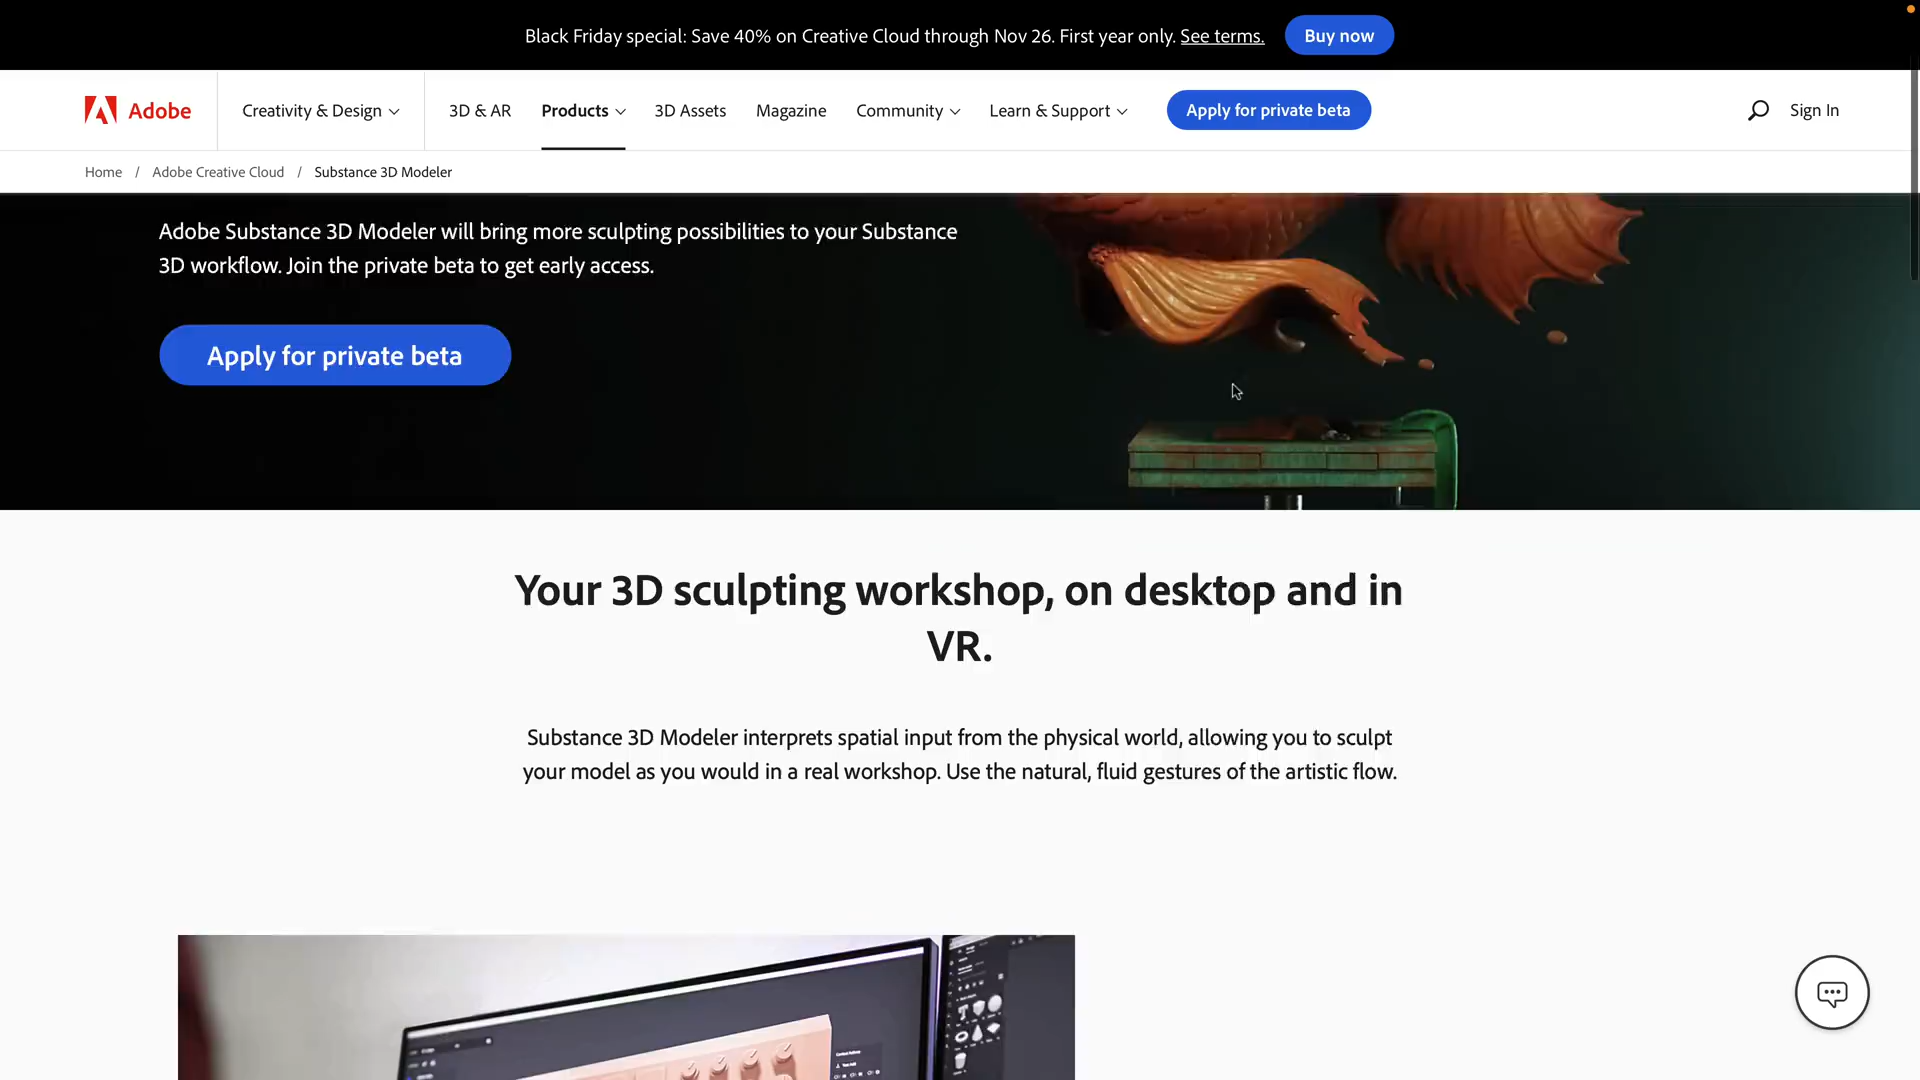 Black Friday special: Save 40% on Creative Cloud through Nov 26. First year only. See terms. Buy now
Adobe Creativity & Design 3D & AR Products 3D Assets Magazine Community Learn & Support Apply for private beta Sign In
Home / Adobe Creative Cloud / Substance 3D Modeler
Adobe Substance 3D Modeler will bring more sculpting possibilities to your Substance
3D workflow. Join the private beta to get early access.
Apply for private beta
Your 3D sculpting workshop, on desktop and in
VR.
Substance 3D Modeler interprets spatial input from the physical world, allowing you to sculpt
your model as you would in a real workshop. Use the natural, fluid gestures of the artistic flow.